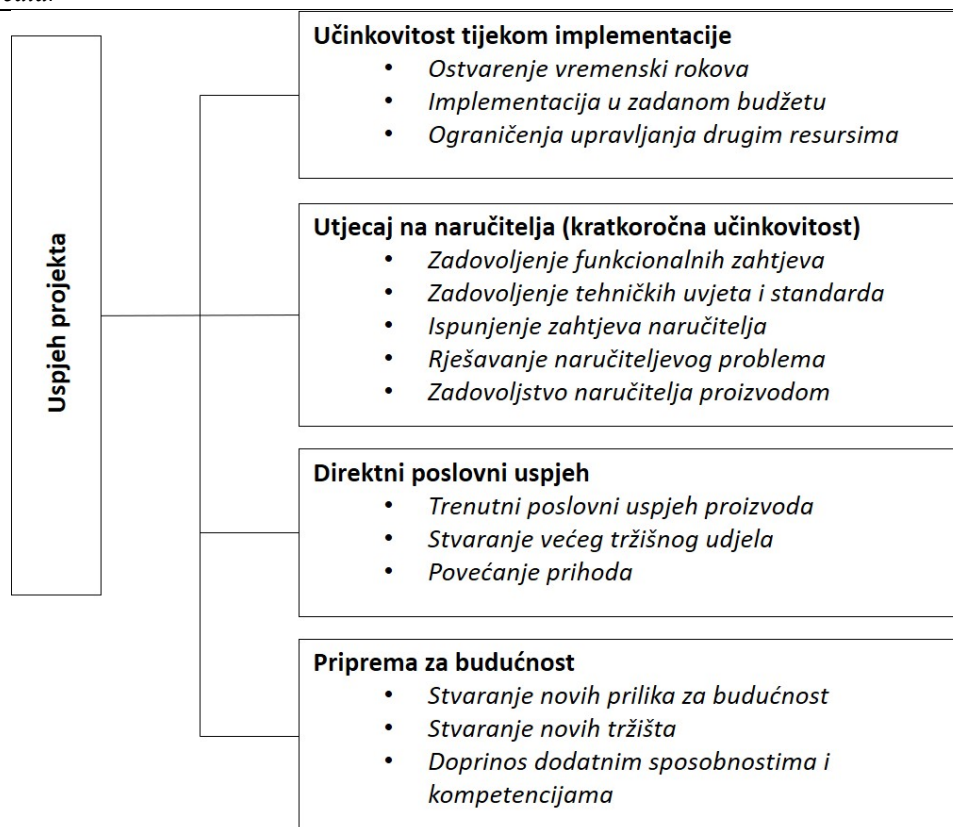 Učinkovitost tijekom implementacije
• Ostvarenje vremenski rokova
• Implementacija u zadanom budžetu
• Ograničenja upravljanja drugim resursima
Uspjeh projekta
Utjecaj na naručitelja (kratkoročna učinkovitost)
• Zadovoljenje funkcionalnih zahtjeva
• Zadovoljenje tehničkih uvjeta i standarda
• Ispunjenje zahtjeva naručitelja
• Rješavanje naručiteljevog problema
• Zadovoljstvo naručitelja proizvodom
Direktni poslovni uspjeh
• Trenutni poslovni uspjeh proizvoda
• Stvaranje većeg tržišnog udjela
• Povećanje prihoda
Priprema za budućnost
• Stvaranje novih prilika za budućnost
• Stvaranje novih tržišta
• Doprinos dodatnim sposobnostima i
kompetencijama